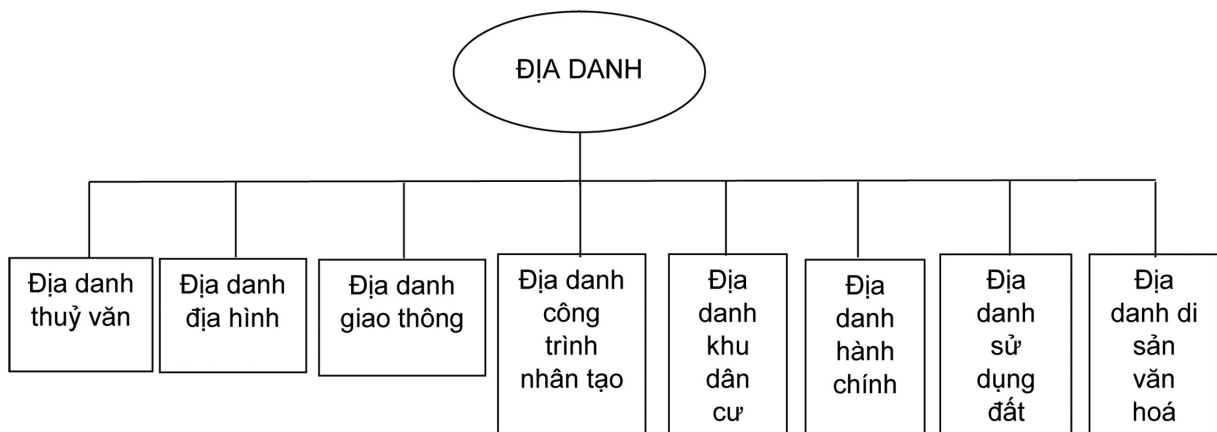 ĐỊA DANH
Địa danh
thuỷ văn
Địa danh
địa hình
Địa danh
giao thông
Địa danh
công
trình
nhân tạo
Địa
danh
khu
dân
cư
Địa
danh
hành
chính
Địa
danh
sử
dụng
đất
Địa
danh di
sản
văn
hoá